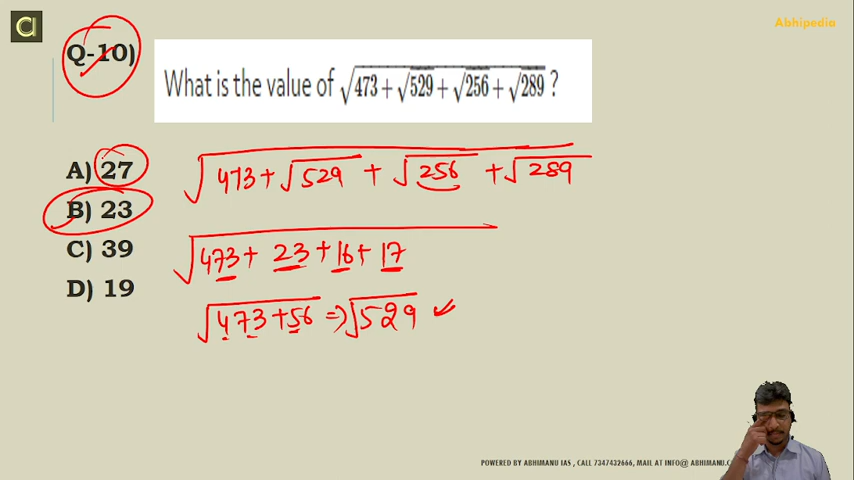 Abhipedia
Q-10)
What is the value of √473 + √529 + √256 + √289 ?
A) 27
B) 23
C) 39
D) 19
√473 + √529 + √256 + √289
√473 + 23 + 16 + 17
√473 + 56 ⇒ √529 ✓
POWERED BY ABHIMANU IAS , CALL 7347432666, MAIL AT INFO@ ABHIMANU.C